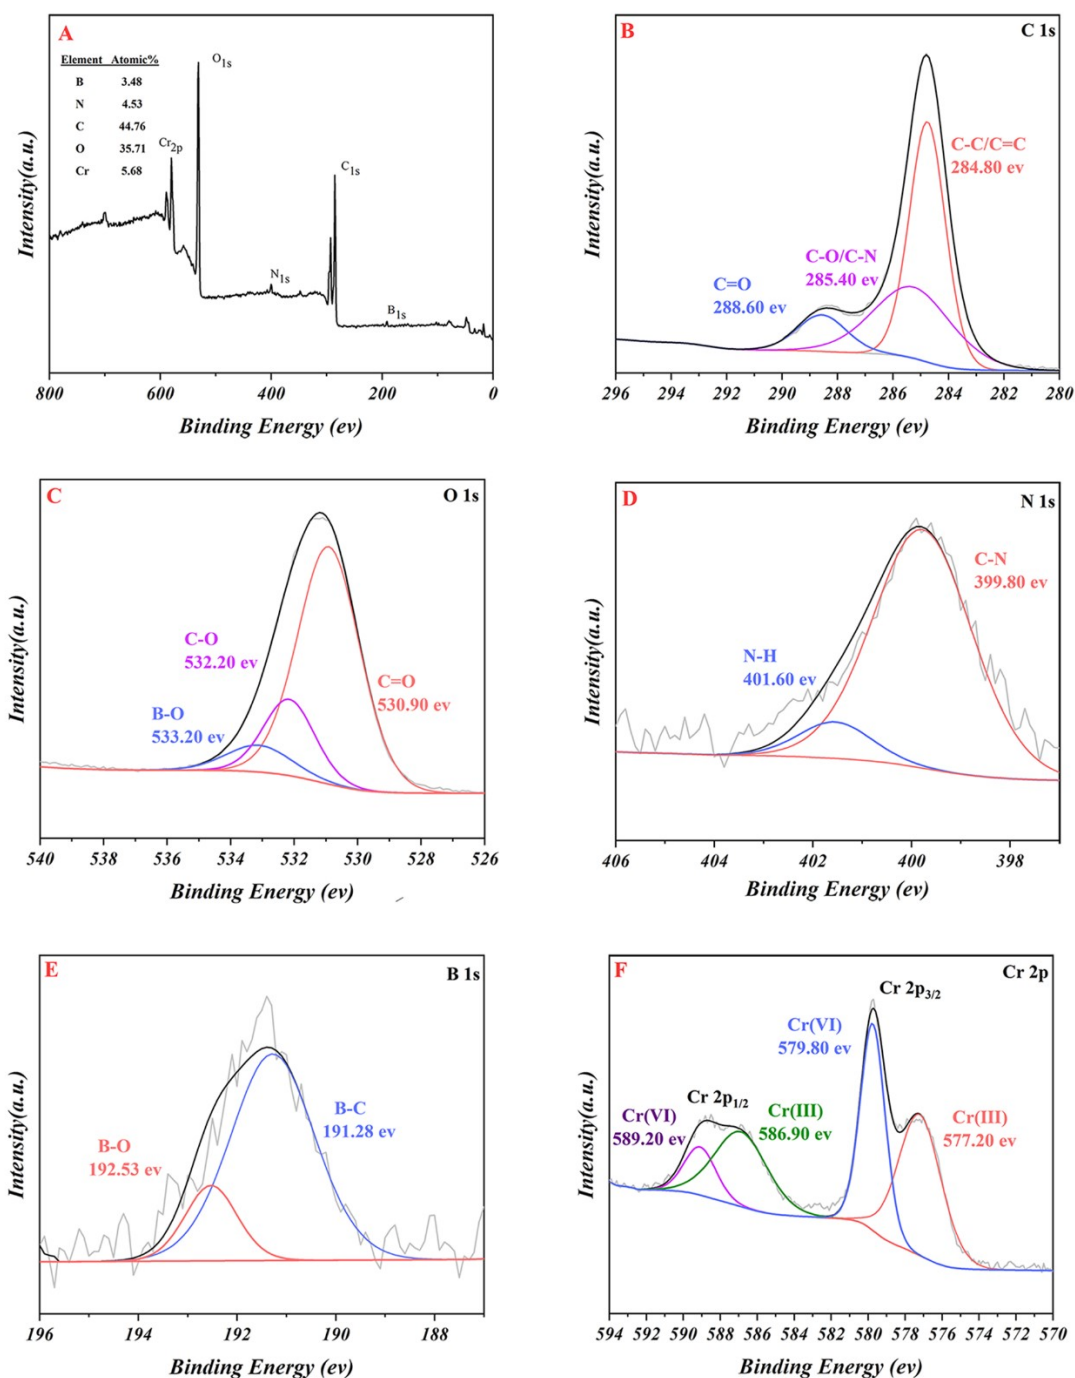 A
Element Atomic%
B 3.48
N 4.53
C 44.76
O 35.71
Cr 5.68
O1s
Cr2p
C1s
N1s
B1s
Intensity(a.u.)
800 600 400 200 0
Binding Energy (ev)
B
C 1s
C-C/C=C
284.80 ev
C-O/C-N
285.40 ev
C=O
288.60 ev
Intensity(a.u.)
296 294 292 290 288 286 284 282 280
Binding Energy (ev)
C
O 1s
C-O
532.20 ev
C=O
530.90 ev
B-O
533.20 ev
Intensity(a.u.)
540 538 536 534 532 530 528 526
Binding Energy (ev)
D
N 1s
C-N
399.80 ev
N-H
401.60 ev
Intensity(a.u.)
406 404 402 400 398
Binding Energy (ev)
E
B 1s
B-C
191.28 ev
B-O
192.53 ev
Intensity(a.u.)
196 194 192 190 188
Binding Energy (ev)
F
Cr 2p
Cr 2p3/2
Cr(VI)
579.80 ev
Cr 2p1/2
Cr(VI)
589.20 ev
Cr(III)
586.90 ev
Cr(III)
577.20 ev
Intensity(a.u.)
594 592 590 588 586 584 582 580 578 576 574 572 570
Binding Energy (ev)